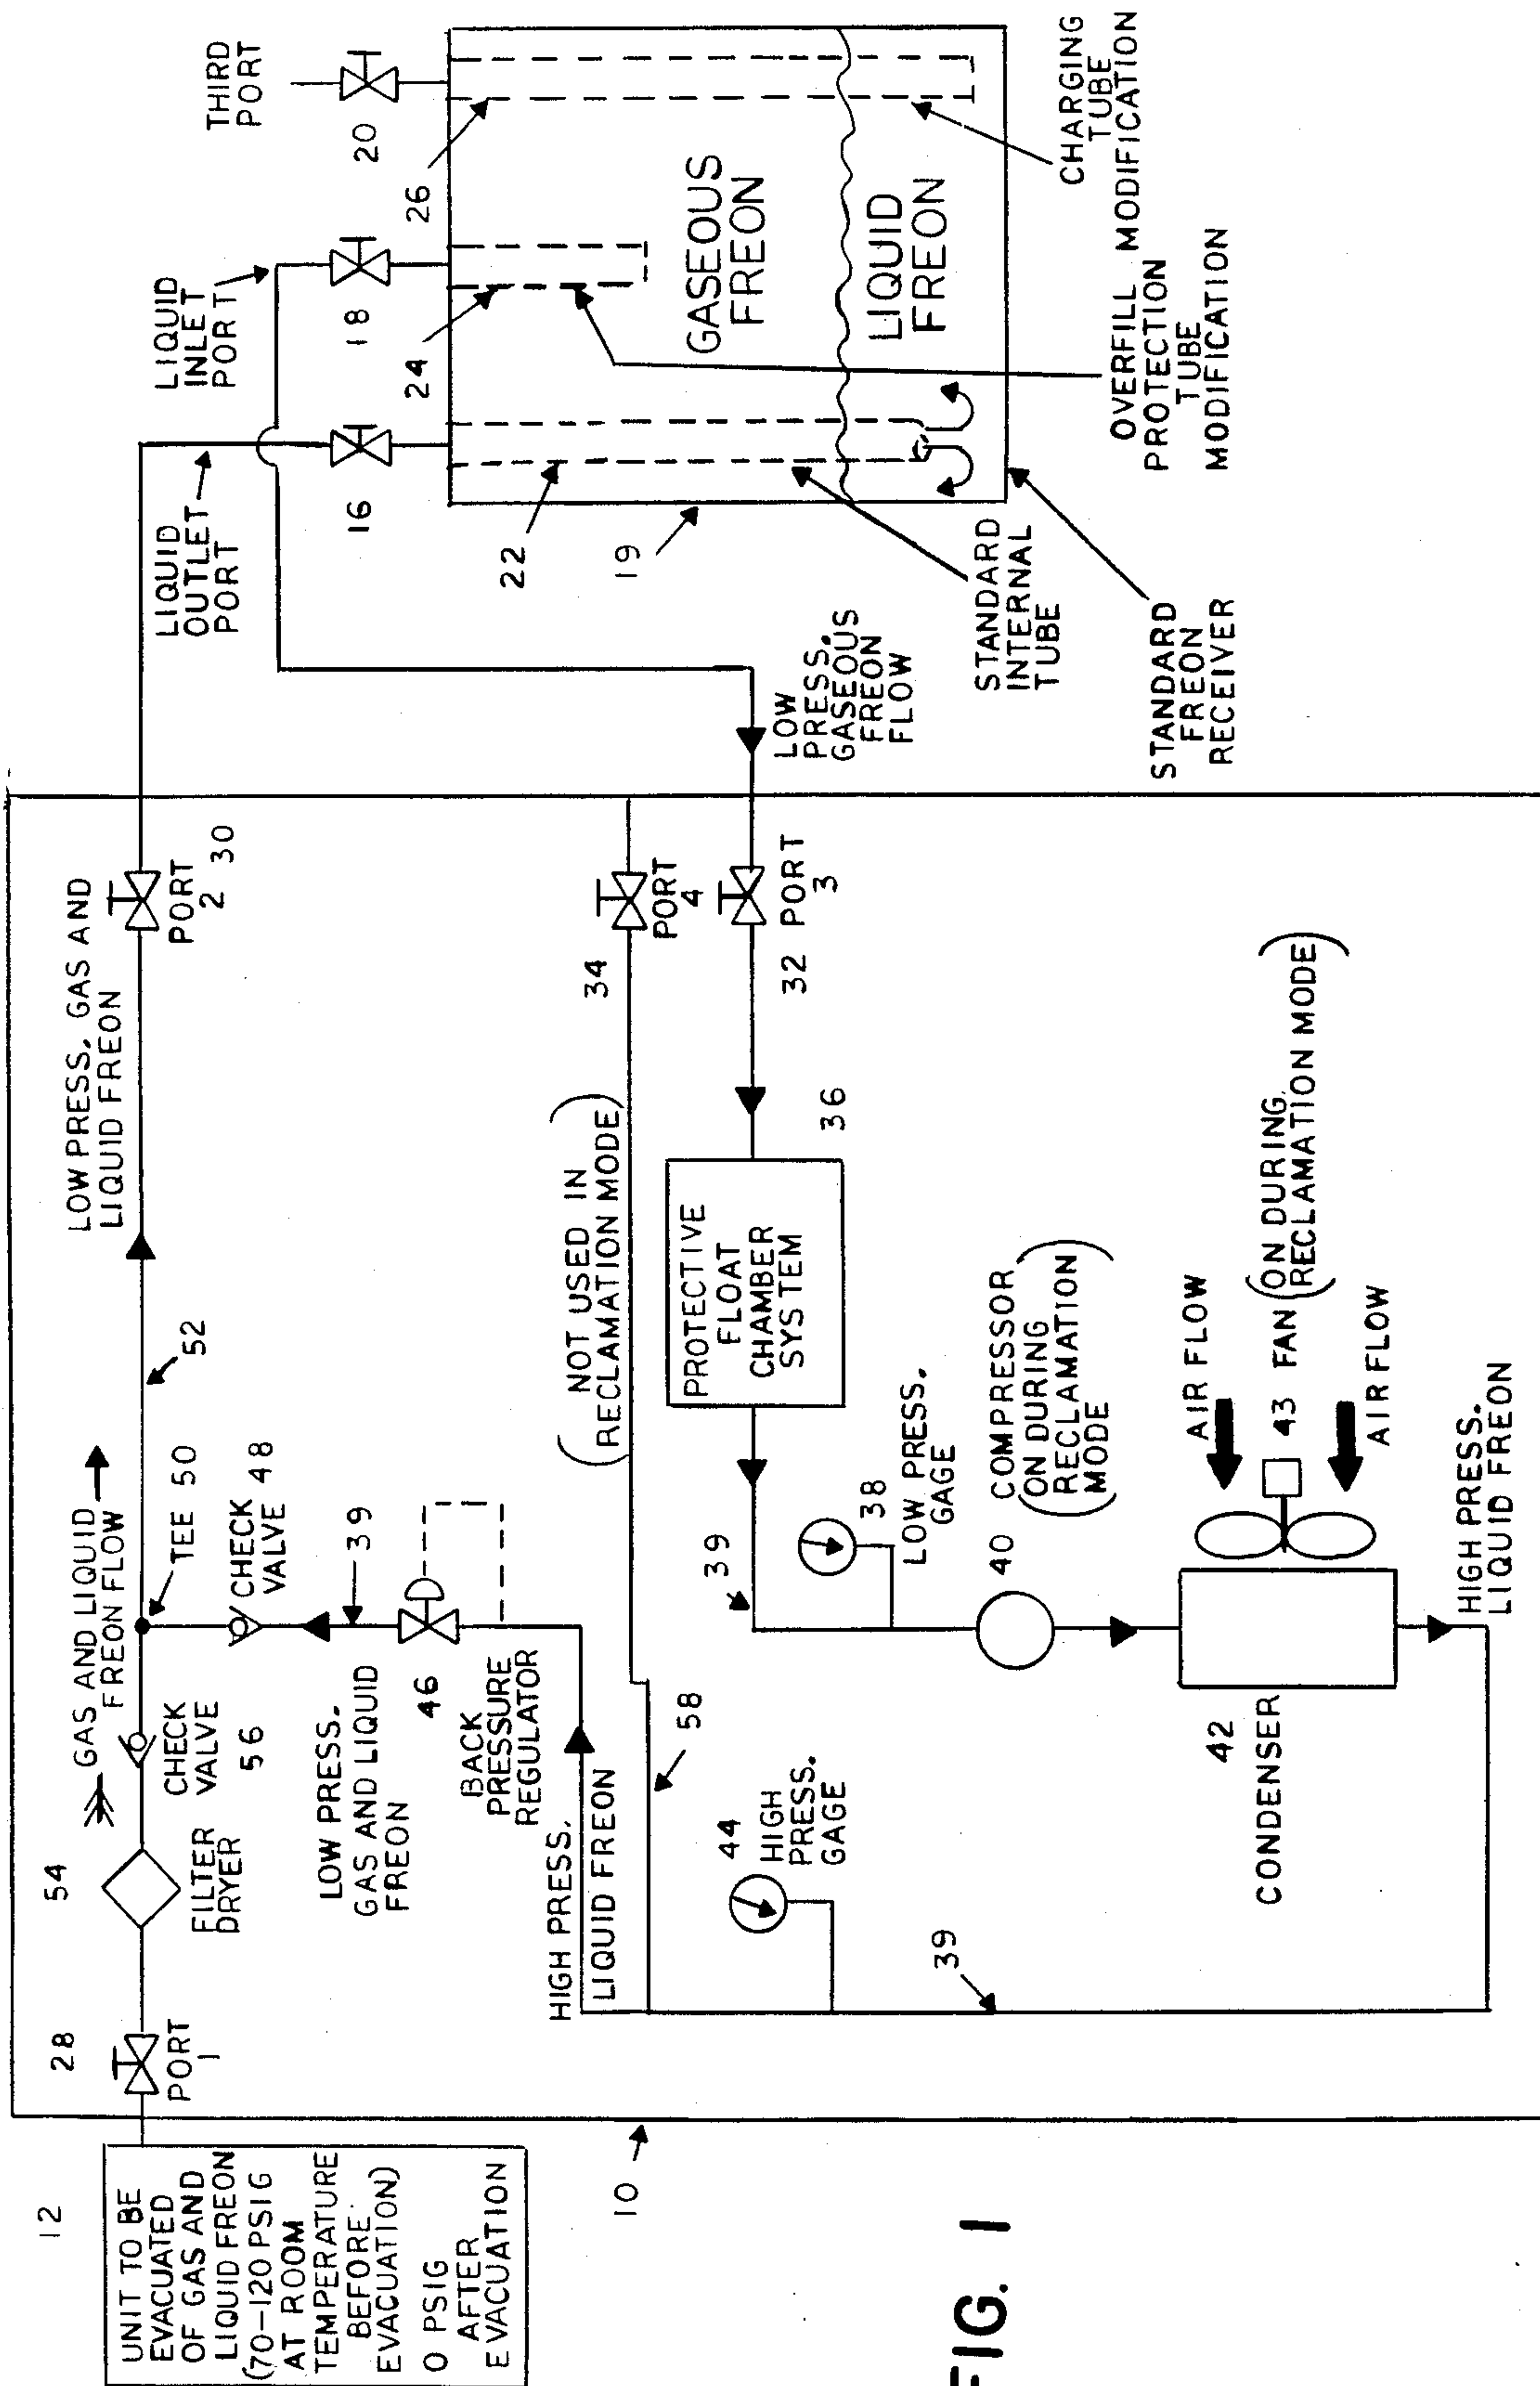 12
UNIT TO BE
EVACUATED
OF GAS AND
LIQUID FREON
(70-120 PSIG
AT ROOM
TEMPERATURE
BEFORE
EVACUATION)
0 PSIG
AFTER
EVACUATION
10
28
PORT
1
54
FILTER
DRYER
GAS AND LIQUID
FREON FLOW
CHECK
VALVE
56
TEE 50
CHECK
VALVE 48
39
LOW PRESS.
GAS AND LIQUID
FREON
46
BACK
PRESSURE
REGULATOR
HIGH PRESS.
LIQUID FREON
52
LOW PRESS. GAS AND
LIQUID FREON
PORT
2
30
(NOT USED IN
RECLAMATION MODE)
34
PORT
4
32
PORT
3
58
44
HIGH
PRESS.
GAGE
39
PROTECTIVE
FLOAT
CHAMBER
SYSTEM
36
39
38
LOW PRESS.
GAGE
40 COMPRESSOR
(ON DURING
RECLAMATION
MODE)
42
CONDENSER
AIR FLOW
43 FAN (ON DURING
RECLAMATION MODE)
AIR FLOW
HIGH PRESS.
LIQUID FREON
LIQUID
OUTLET
PORT
16
LIQUID
INLET
PORT
18
THIRD
PORT
20
22
24
26
19
GASEOUS
FREON
LIQUID
FREON
LOW
PRESS.
GASEOUS
FREON
FLOW
STANDARD
INTERNAL
TUBE
STANDARD
FREON
RECEIVER
OVERFILL
PROTECTION
TUBE
MODIFICATION
CHARGING
TUBE
MODIFICATION
FIG. 1